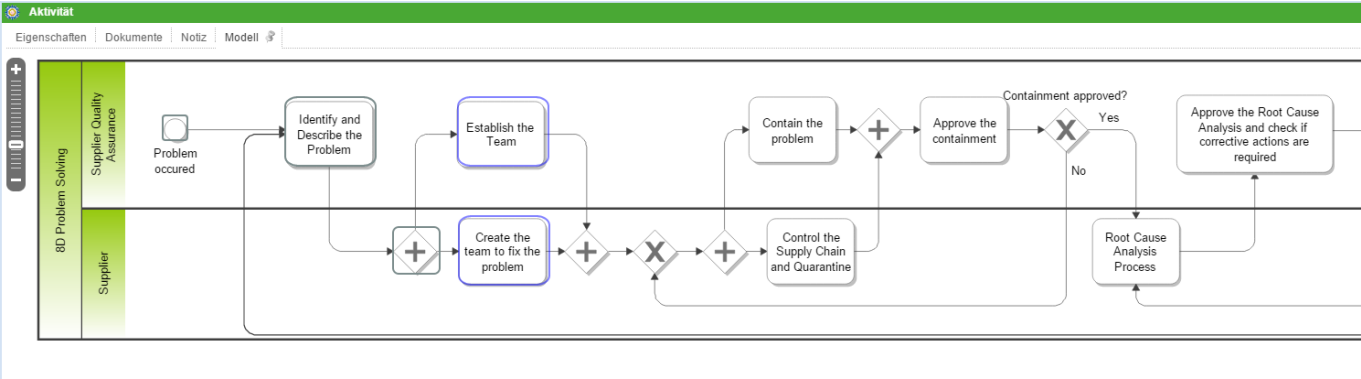 Aktivität
Eigenschaften
Dokumente
Notiz
Modell
8D Problem Solving
Supplier Quality
Assurance
Problem
occured
Identify and
Describe the
Problem
Establish the
Team
Contain the
problem
Approve the
containment
Containment approved?
Yes
No
Approve the Root Cause
Analysis and check if
corrective actions are
required
Supplier
Create the
team to fix the
problem
Control the
Supply Chain
and Quarantine
Root Cause
Analysis
Process